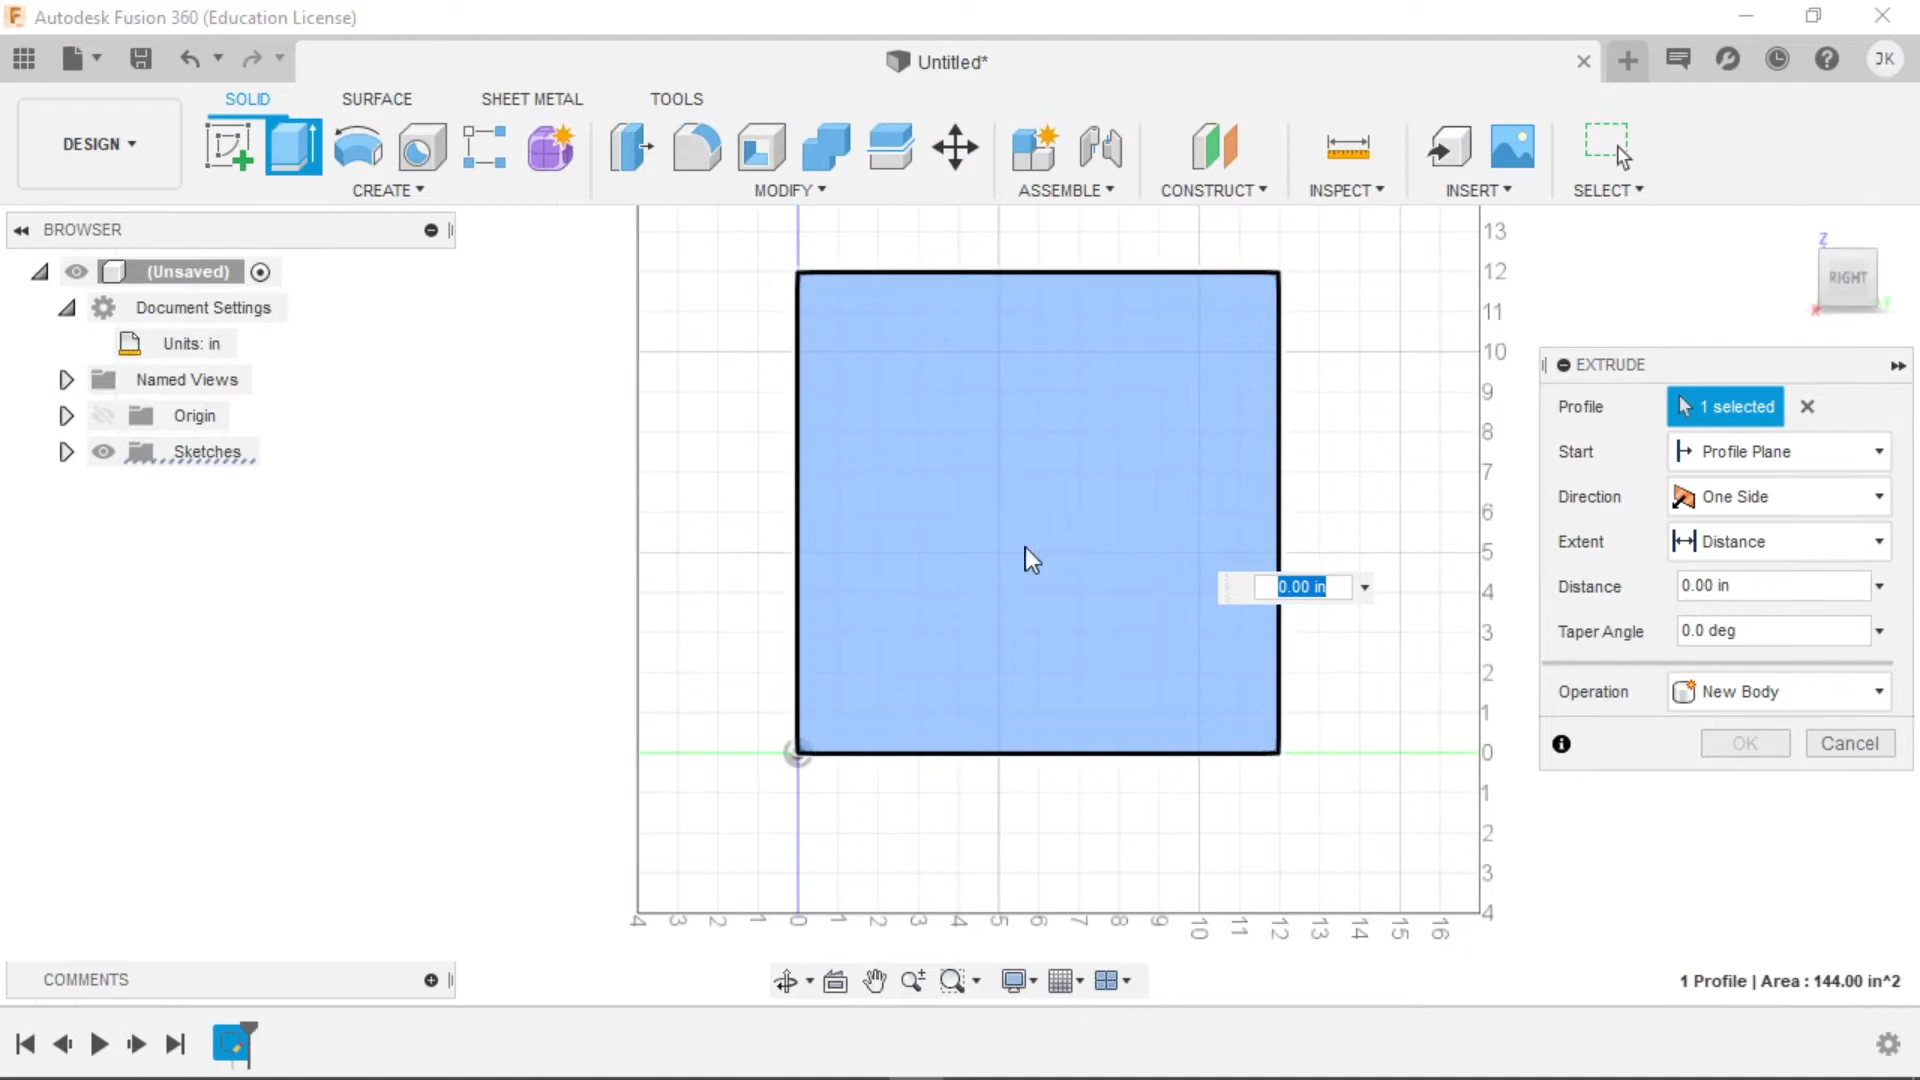 Autodesk Fusion 360 (Education License)
Untitled*
JK
DESIGN
SOLID
SURFACE
SHEET METAL
TOOLS
CREATE
MODIFY
ASSEMBLE
CONSTRUCT
INSPECT
INSERT
SELECT
BROWSER
(Unsaved)
Document Settings
Units: in
Named Views
Origin
Sketches
13
12
11
10
9
8
7
6
5
4
3
2
1
0
1
2
3
4
4 3 2 1 0 1 2 3 4 5 6 7 8 9 10 11 12 13 14 15 16
0.00 in
Z
RIGHT
X
Y
EXTRUDE
Profile 1 selected
Start Profile Plane
Direction One Side
Extent Distance
Distance 0.00 in
Taper Angle 0.0 deg
Operation New Body
OK Cancel
COMMENTS
1 Profile | Area : 144.00 in^2